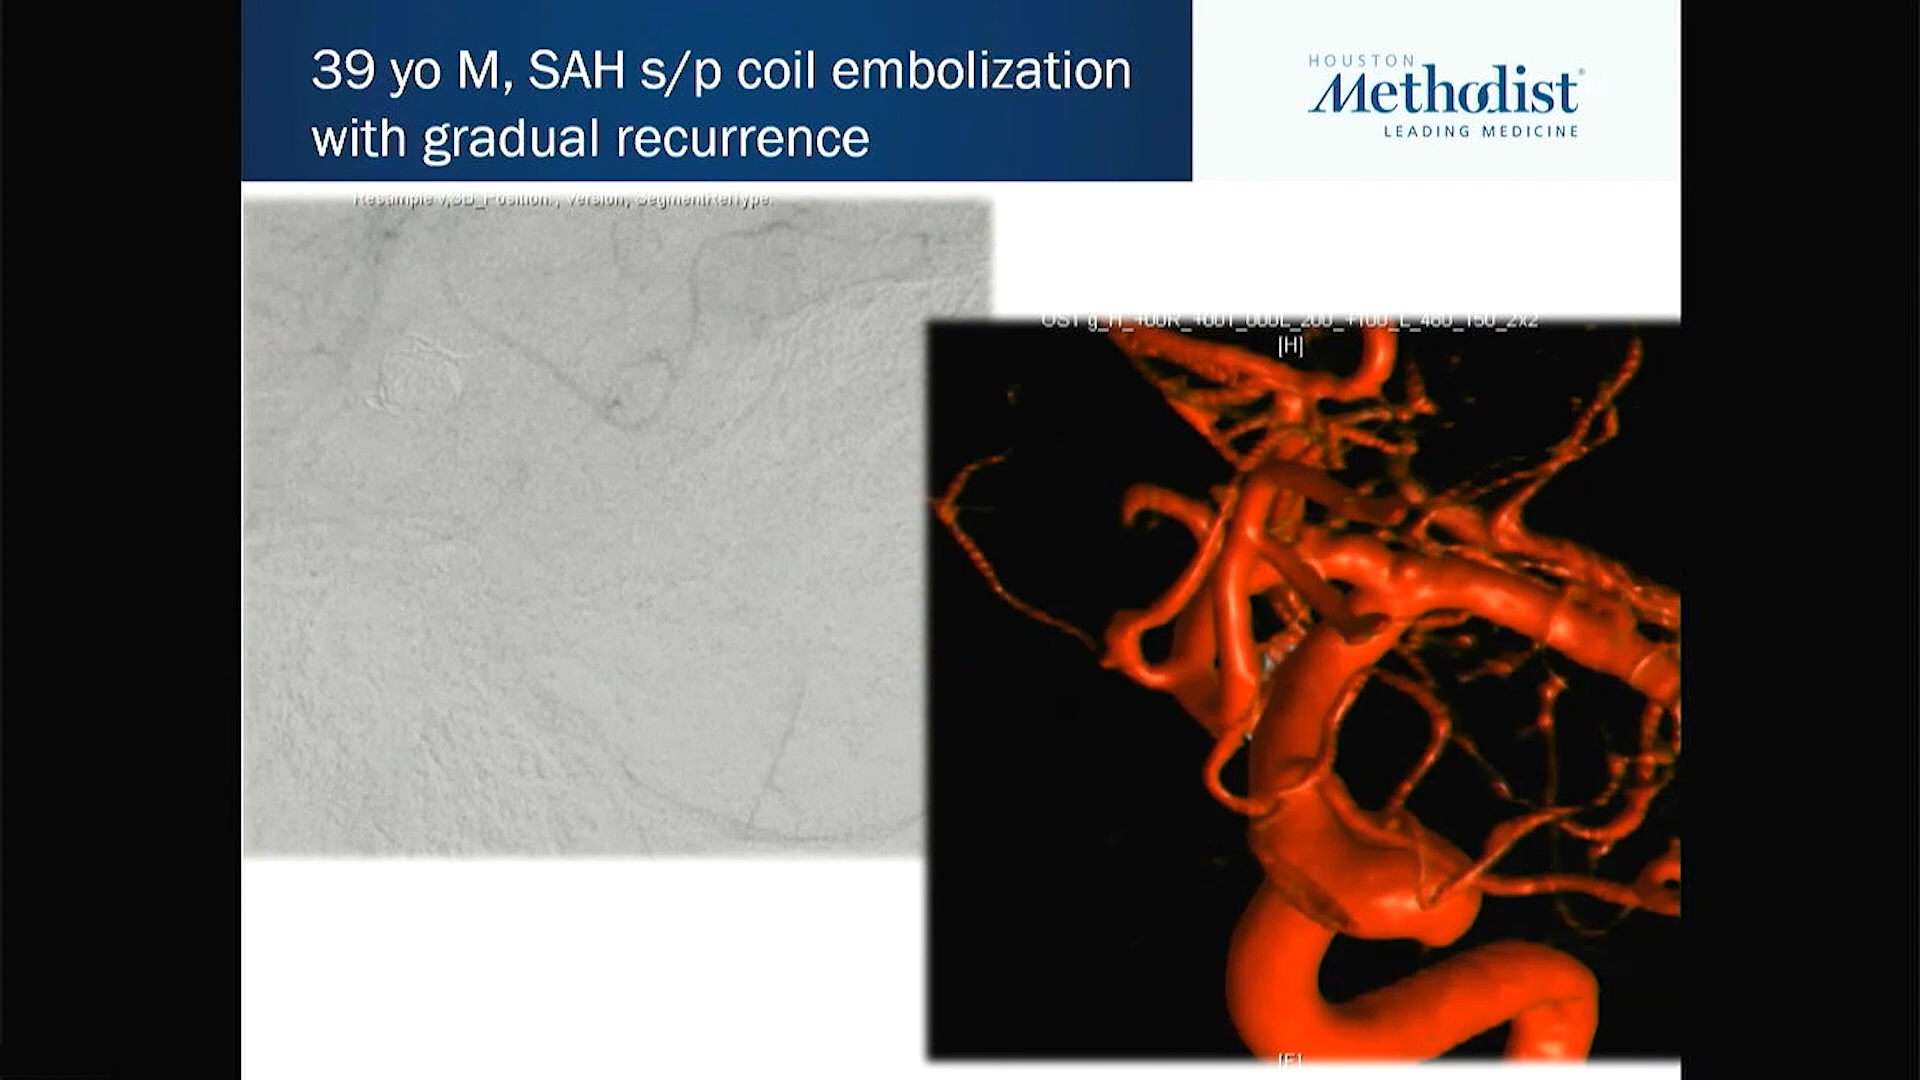 39 yo M, SAH s/p coil embolization
with gradual recurrence
HOUSTON
Methodist®
LEADING MEDICINE
[H]